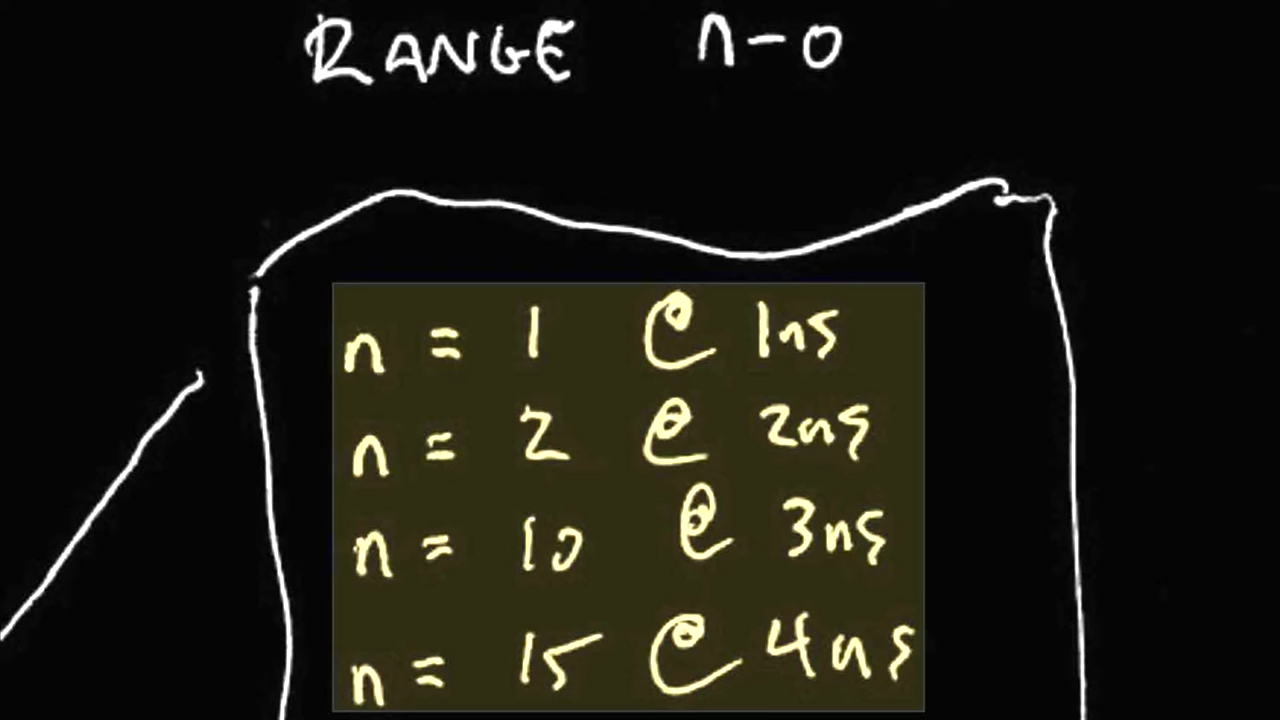 RANGE n-0
n = 1 @ 1ns
n = 2 @ 2ns
n = 10 @ 3ns
n = 15 @ 4ns